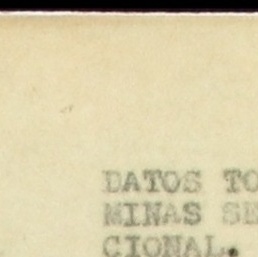 DATOS TO
MINAS SE
CIONAL.